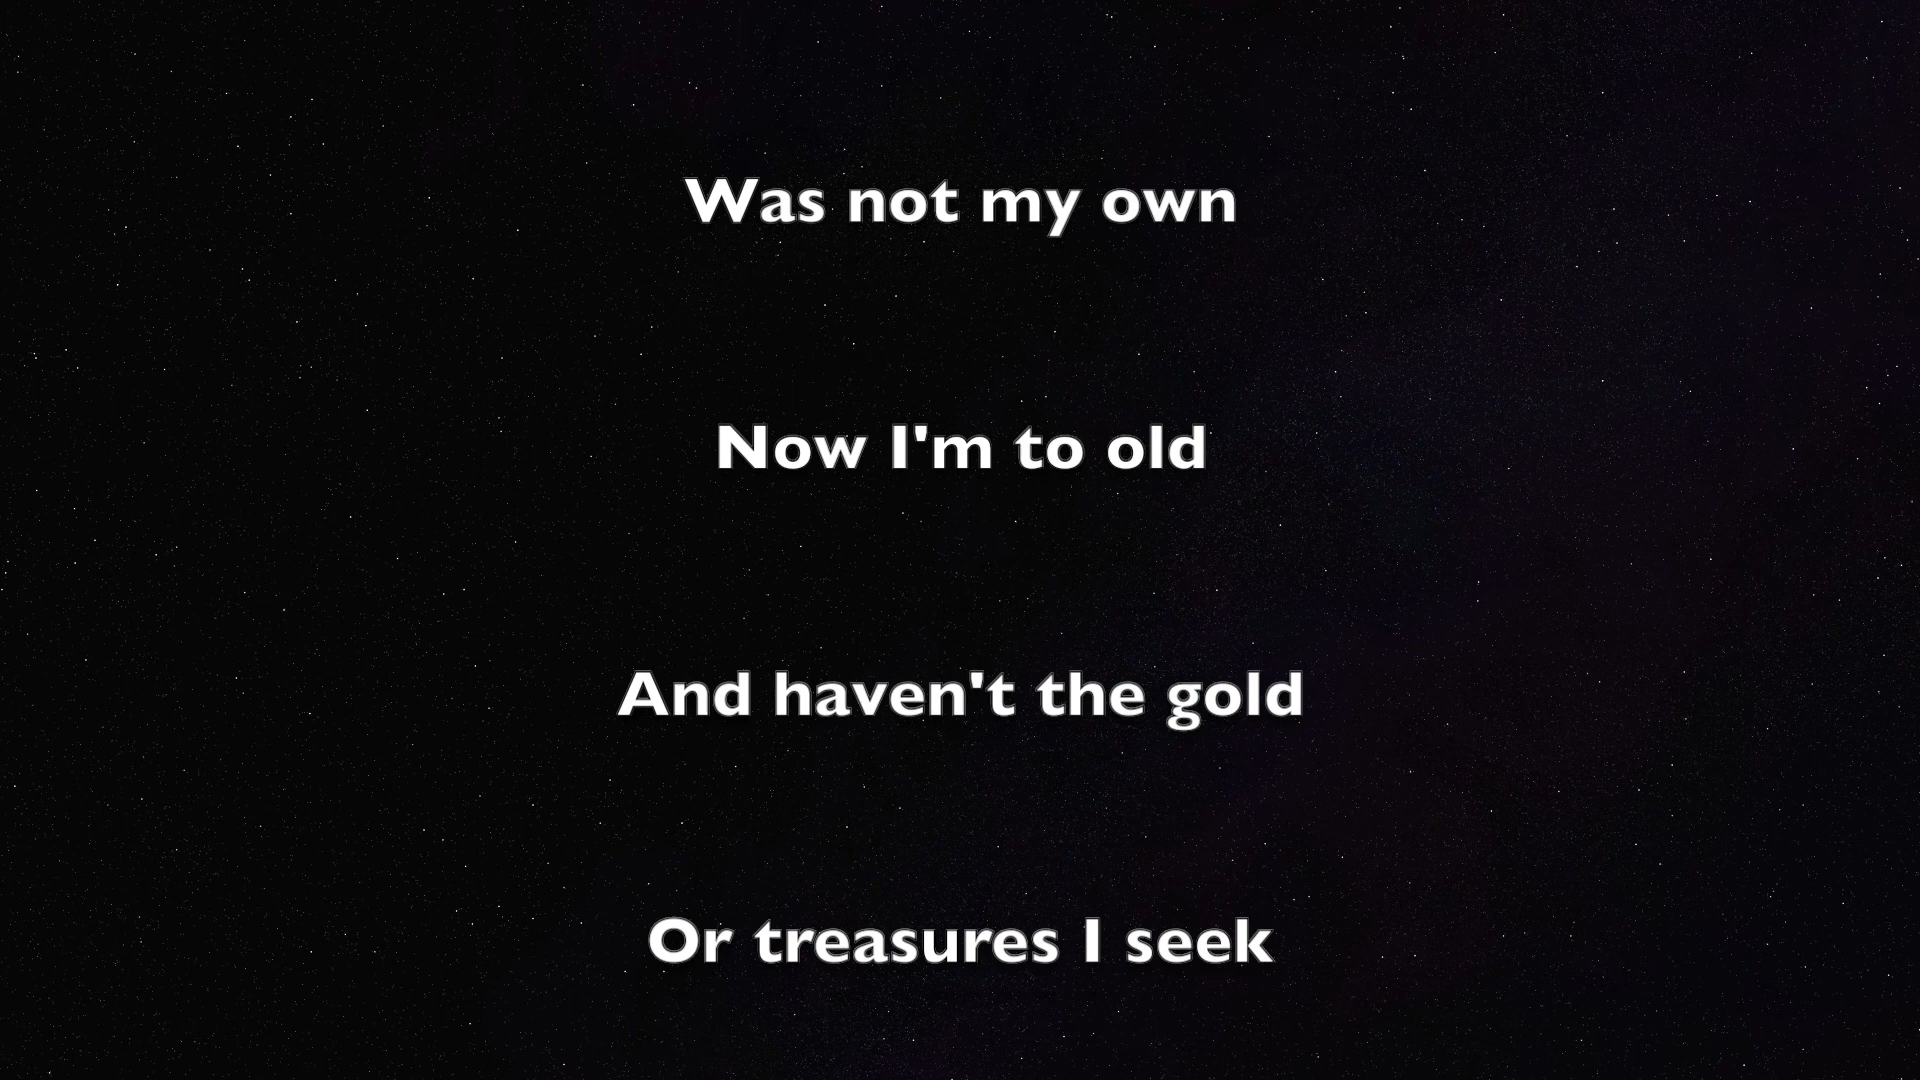 Was not my own
Now I'm to old
And haven't the gold
Or treasures I seek